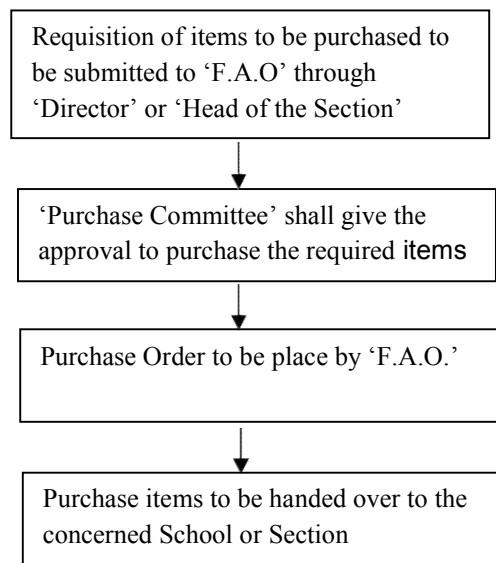 Requisition of items to be purchased to
be submitted to ‘F.A.O’ through
‘Director’ or ‘Head of the Section’
‘Purchase Committee’ shall give the
approval to purchase the required items
Purchase Order to be place by ‘F.A.O.’
Purchase items to be handed over to the
concerned School or Section